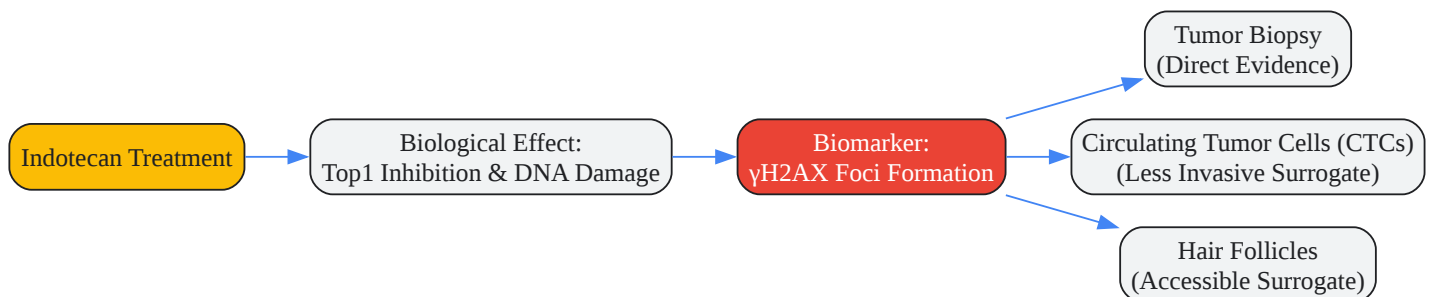 Indotecan Treatment
Biological Effect:
Top1 Inhibition & DNA Damage
Biomarker:
γH2AX Foci Formation
Tumor Biopsy
(Direct Evidence)
Circulating Tumor Cells (CTCs)
(Less Invasive Surrogate)
Hair Follicles
(Accessible Surrogate)